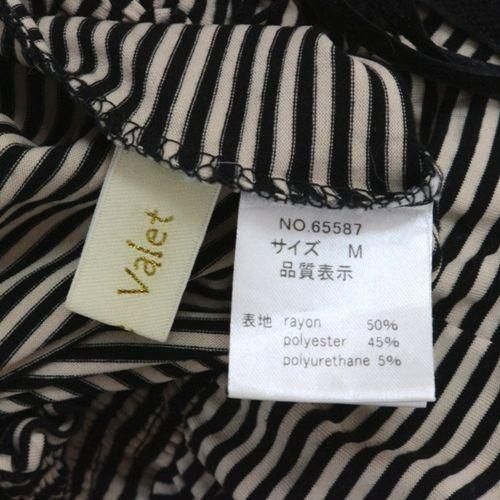 Valet
NO.65587
サイズ M
品質表示
表地 rayon 50%
polyester 45%
polyurethane 5%